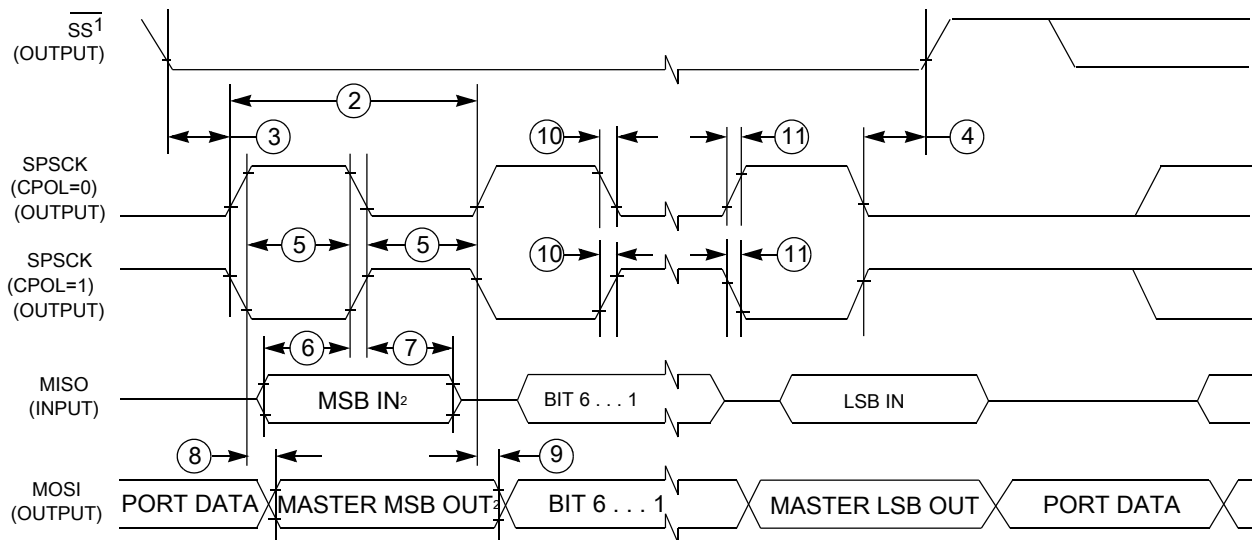 SS1
(OUTPUT)
2
3
10
11
4
SPSCK
(CPOL=0)
(OUTPUT)
5
5
SPSCK
(CPOL=1)
(OUTPUT)
10
11
6
7
MISO
(INPUT)
MSB IN2
BIT 6 . . . 1
LSB IN
8
9
MOSI
(OUTPUT)
PORT DATA
MASTER MSB OUT2
BIT 6 . . . 1
MASTER LSB OUT
PORT DATA